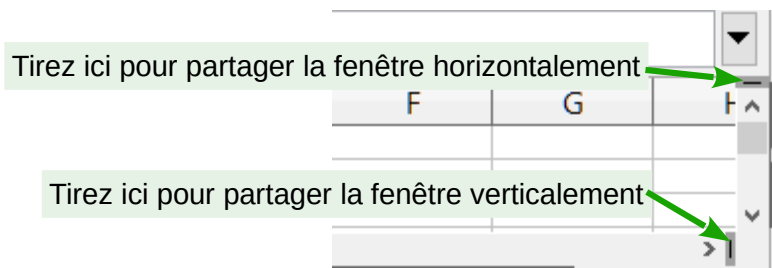 Tirez ici pour partager la fenêtre horizontalement
F G H
Tirez ici pour partager la fenêtre verticalement